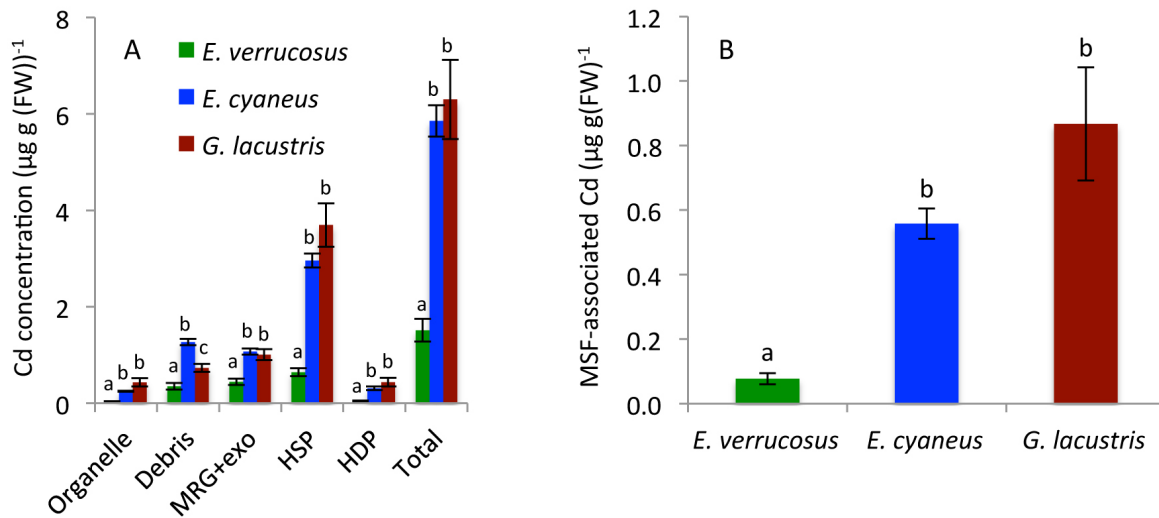 Cd concentration (µg g (FW))-1
8
6
4
2
0
A
E. verrucosus
E. cyaneus
G. lacustris
a b b
a b c
a b b
a b b
a b b
a b b
Organelle
Debris
MRG+exo
HSP
HDP
Total
MSF-associated Cd (µg g(FW)-1
1.2
1.0
0.8
0.6
0.4
0.2
0.0
B
a
b
b
E. verrucosus
E. cyaneus
G. lacustris